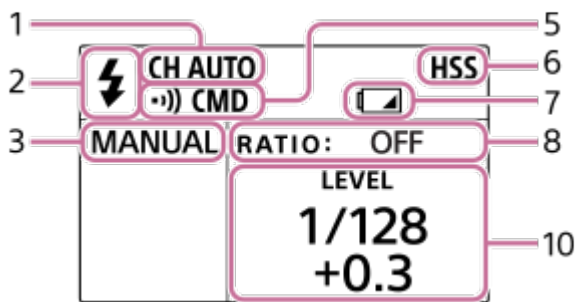 1
5
2
CH AUTO
HSS
6
CMD
7
3
MANUAL
RATIO: OFF
8
LEVEL
1/128
+0.3
10